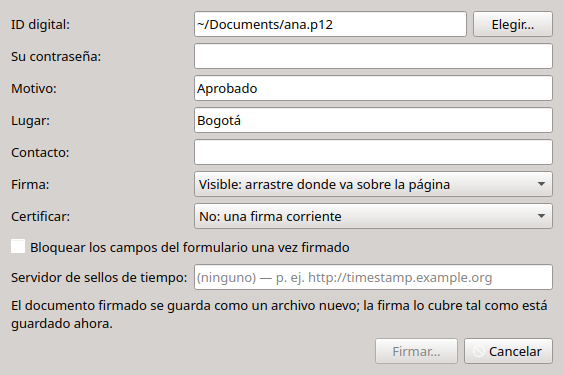 ID digital: ~/Documents/ana.p12 Elegir...
Su contraseña:
Motivo: Aprobado
Lugar: Bogotá
Contacto:
Firma: Visible: arrastre donde va sobre la página
Certificar: No: una firma corriente
Bloquear los campos del formulario una vez firmado
Servidor de sellos de tiempo: (ninguno) — p. ej. http://timestamp.example.org
El documento firmado se guarda como un archivo nuevo; la firma lo cubre tal como está
guardado ahora.
Firmar... Cancelar